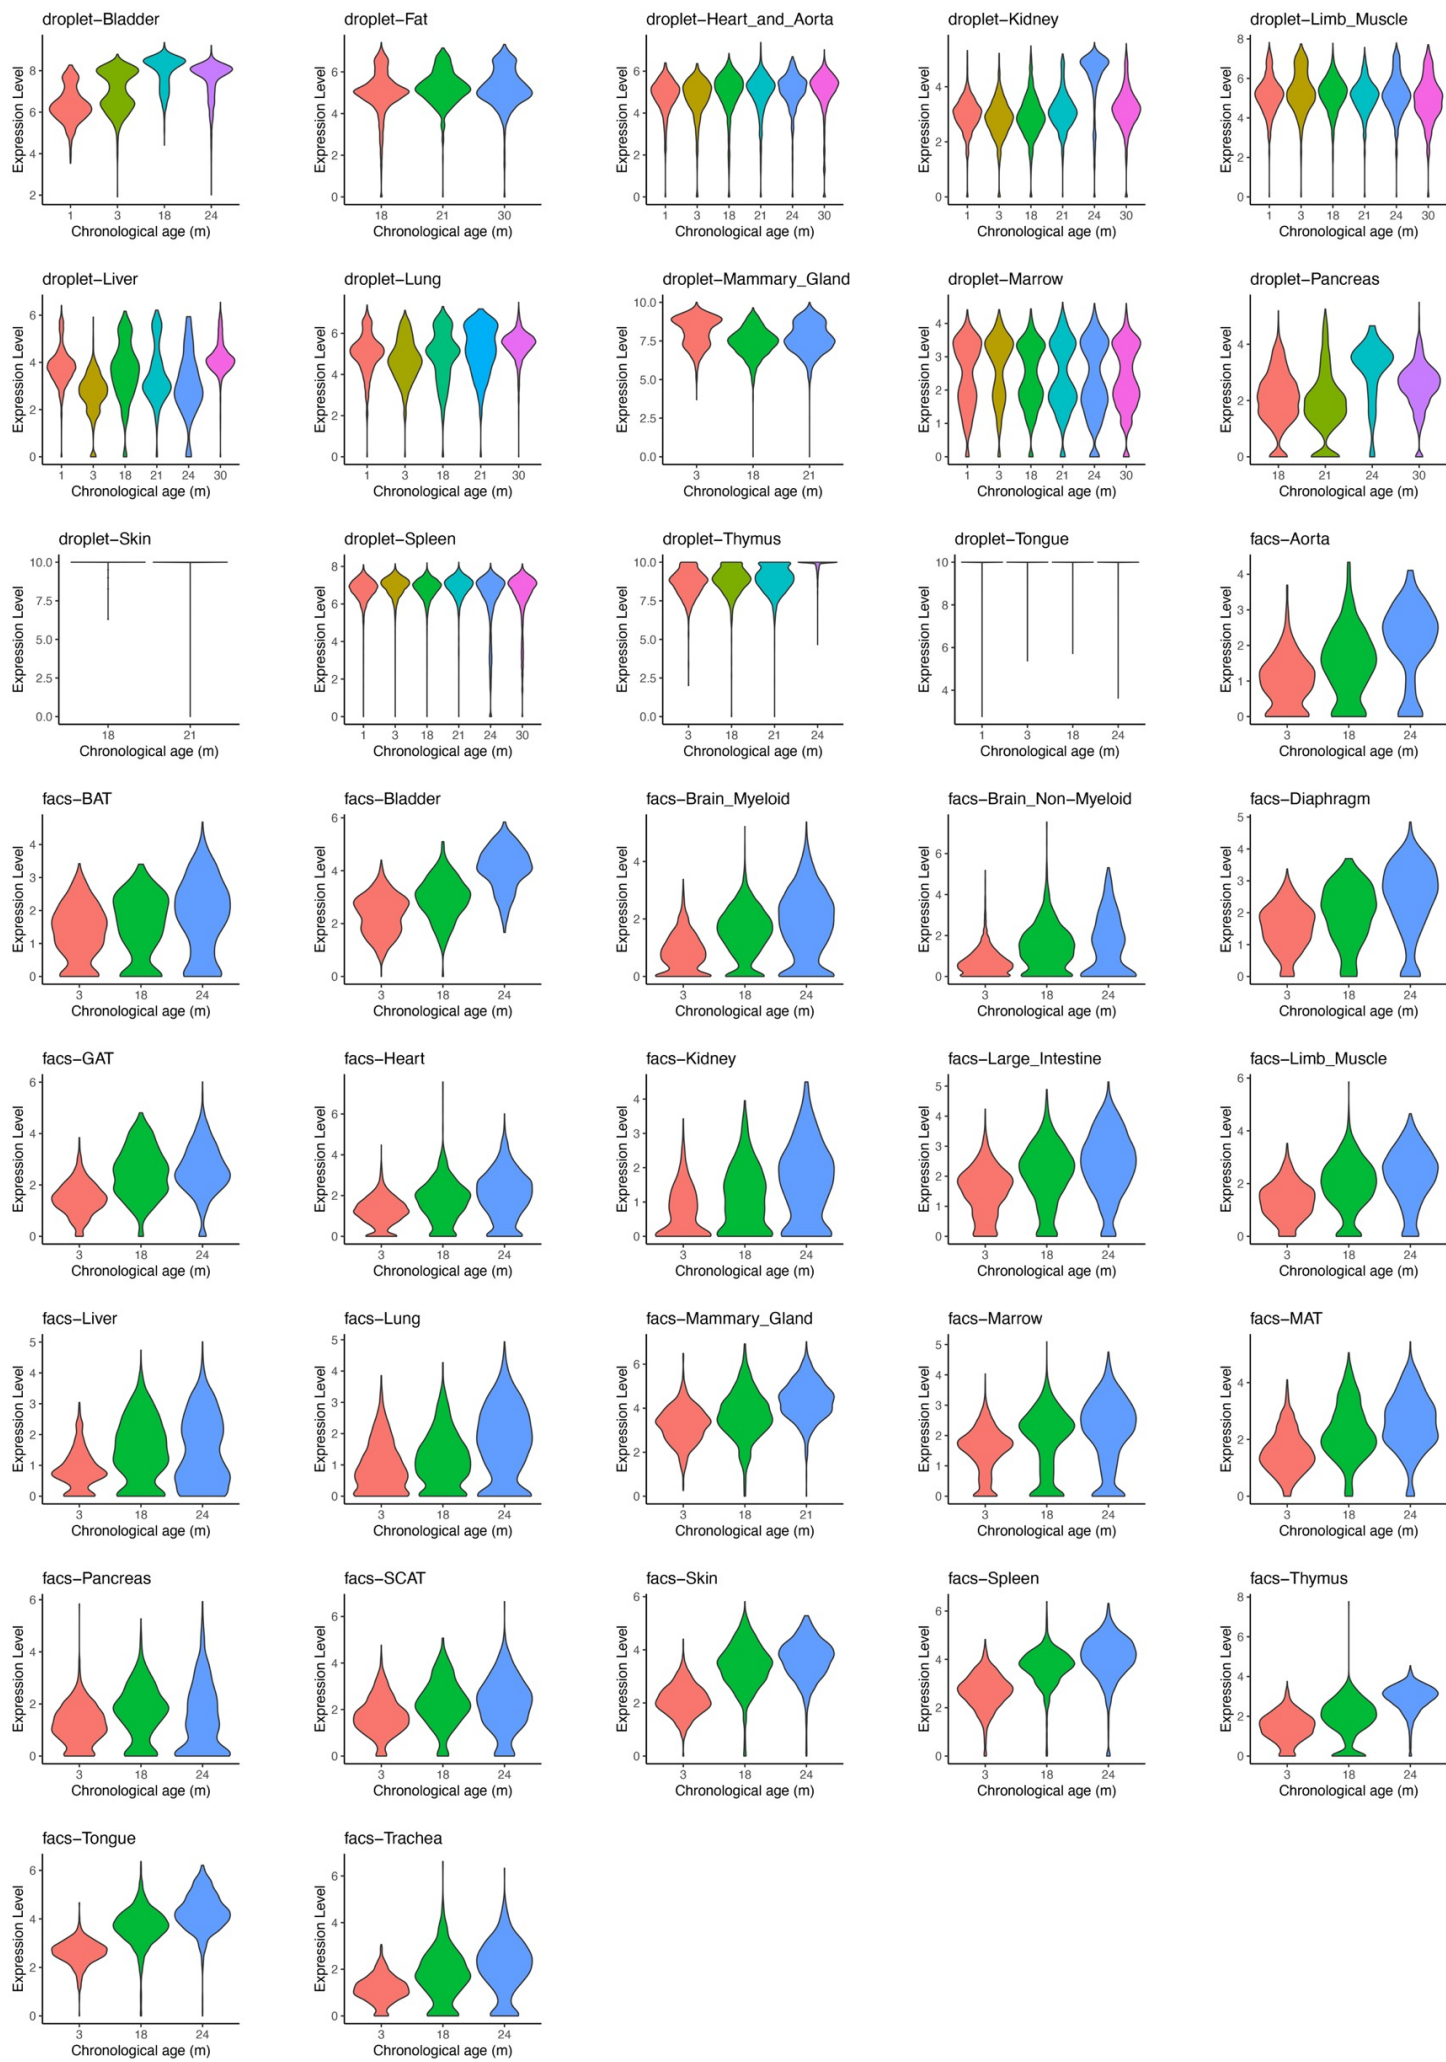 droplet−Bladder
Expression Level
8
6
4
2
1 3 18 24
Chronological age (m)
droplet−Fat
Expression Level
6
4
2
0
18 21 30
Chronological age (m)
droplet−Heart_and_Aorta
Expression Level
6
4
2
0
1 3 18 21 24 30
Chronological age (m)
droplet−Kidney
Expression Level
4
2
0
1 3 18 21 24 30
Chronological age (m)
droplet−Limb_Muscle
Expression Level
8
6
4
2
0
1 3 18 21 24 30
Chronological age (m)
droplet−Liver
Expression Level
6
4
2
0
1 3 18 21 24 30
Chronological age (m)
droplet−Lung
Expression Level
6
4
2
0
1 3 18 21 30
Chronological age (m)
droplet−Mammary_Gland
Expression Level
10.0
7.5
5.0
2.5
0.0
3 18 21
Chronological age (m)
droplet−Marrow
Expression Level
4
3
2
1
0
1 3 18 21 24 30
Chronological age (m)
droplet−Pancreas
Expression Level
4
2
0
18 21 24 30
Chronological age (m)
droplet−Skin
Expression Level
10.0
7.5
5.0
2.5
0.0
18 21
Chronological age (m)
droplet−Spleen
Expression Level
8
6
4
2
0
1 3 18 21 24 30
Chronological age (m)
droplet−Thymus
Expression Level
10.0
7.5
5.0
2.5
0.0
3 18 21 24
Chronological age (m)
droplet−Tongue
Expression Level
10
8
6
4
1 3 18 24
Chronological age (m)
facs−Aorta
Expression Level
4
3
2
1
0
3 18 24
Chronological age (m)
facs−BAT
Expression Level
4
3
2
1
0
3 18 24
Chronological age (m)
facs−Bladder
Expression Level
6
4
2
0
3 18 24
Chronological age (m)
facs−Brain_Myeloid
Expression Level
4
2
0
3 18 24
Chronological age (m)
facs−Brain_Non−Myeloid
Expression Level
6
4
2
0
3 18 24
Chronological age (m)
facs−Diaphragm
Expression Level
5
4
3
2
1
0
3 18 24
Chronological age (m)
facs−GAT
Expression Level
6
4
2
0
3 18 24
Chronological age (m)
facs−Heart
Expression Level
6
4
2
0
3 18 24
Chronological age (m)
facs−Kidney
Expression Level
4
3
2
1
0
3 18 24
Chronological age (m)
facs−Large_Intestine
Expression Level
5
4
3
2
1
0
3 18 24
Chronological age (m)
facs−Limb_Muscle
Expression Level
6
4
2
0
3 18 24
Chronological age (m)
facs−Liver
Expression Level
5
4
3
2
1
0
3 18 24
Chronological age (m)
facs−Lung
Expression Level
5
4
3
2
1
0
3 18 24
Chronological age (m)
facs−Mammary_Gland
Expression Level
6
4
2
0
3 18 21
Chronological age (m)
facs−Marrow
Expression Level
5
4
3
2
1
0
3 18 24
Chronological age (m)
facs−MAT
Expression Level
4
2
0
3 18 24
Chronological age (m)
facs−Pancreas
Expression Level
6
4
2
0
3 18 24
Chronological age (m)
facs−SCAT
Expression Level
6
4
2
0
3 18 24
Chronological age (m)
facs−Skin
Expression Level
6
4
2
0
3 18 24
Chronological age (m)
facs−Spleen
Expression Level
6
4
2
0
3 18 24
Chronological age (m)
facs−Thymus
Expression Level
8
6
4
2
0
3 18 24
Chronological age (m)
facs−Tongue
Expression Level
6
4
2
0
3 18 24
Chronological age (m)
facs−Trachea
Expression Level
6
4
2
0
3 18 24
Chronological age (m)